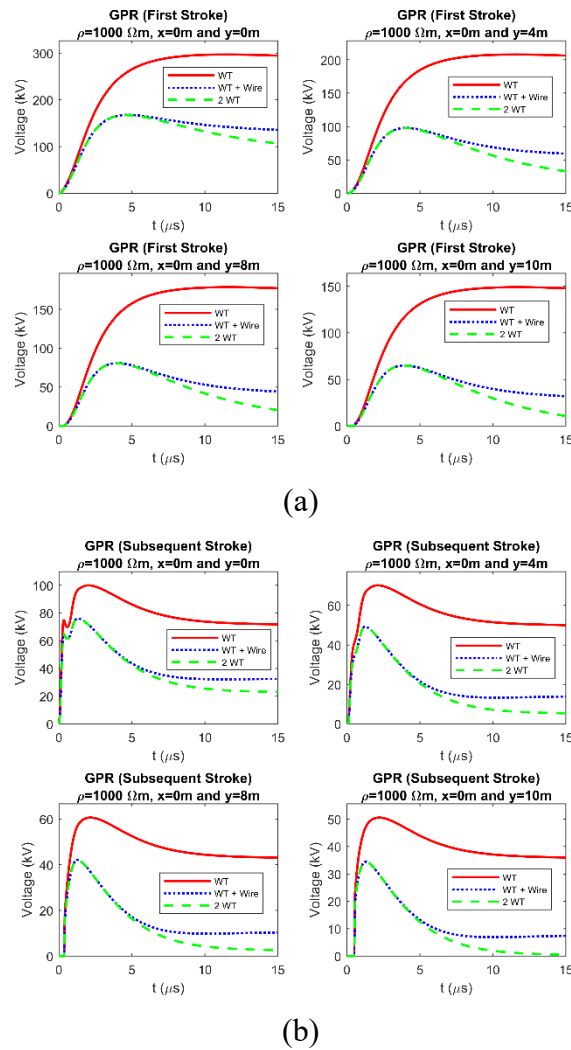 GPR (First Stroke)
ρ=1000 Ωm, x=0m and y=0m
Voltage (kV)
300
200
100
0
WT
WT + Wire
2 WT
0 5 10 15
t (μs)
GPR (First Stroke)
ρ=1000 Ωm, x=0m and y=4m
Voltage (kV)
200
150
100
50
0
WT
WT + Wire
2 WT
0 5 10 15
t (μs)
GPR (First Stroke)
ρ=1000 Ωm, x=0m and y=8m
Voltage (kV)
150
100
50
0
WT
WT + Wire
2 WT
0 5 10 15
t (μs)
GPR (First Stroke)
ρ=1000 Ωm, x=0m and y=10m
Voltage (kV)
150
100
50
0
WT
WT + Wire
2 WT
0 5 10 15
t (μs)
(a)
GPR (Subsequent Stroke)
ρ=1000 Ωm, x=0m and y=0m
Voltage (kV)
100
80
60
40
20
0
WT
WT + Wire
2 WT
0 5 10 15
t (μs)
GPR (Subsequent Stroke)
ρ=1000 Ωm, x=0m and y=4m
Voltage (kV)
60
40
20
0
WT
WT + Wire
2 WT
0 5 10 15
t (μs)
GPR (Subsequent Stroke)
ρ=1000 Ωm, x=0m and y=8m
Voltage (kV)
60
40
20
0
WT
WT + Wire
2 WT
0 5 10 15
t (μs)
GPR (Subsequent Stroke)
ρ=1000 Ωm, x=0m and y=10m
Voltage (kV)
50
40
30
20
10
0
WT
WT + Wire
2 WT
0 5 10 15
t (μs)
(b)